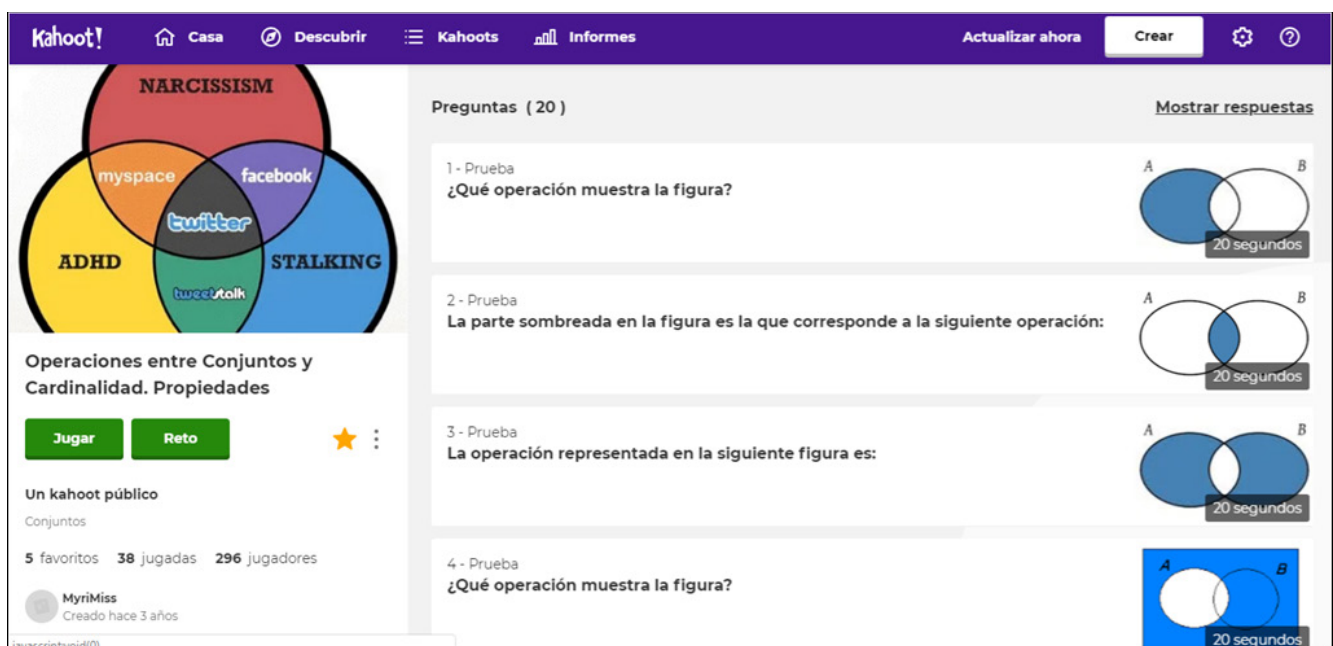 Kahoot! Casa Descubrir Kahoots Informes Actualizar ahora Crear
NARCISSISM
myspace facebook
twitter
ADHD STALKING
tweetstalk
Operaciones entre Conjuntos y
Cardinalidad. Propiedades
Jugar Reto
Un kahoot público
Conjuntos
5 favoritos 38 jugadas 296 jugadores
MyriMiss
Creado hace 3 años
Preguntas (20) Mostrar respuestas
1 - Prueba
¿Qué operación muestra la figura?
A B
20 segundos
2 - Prueba
La parte sombreada en la figura es la que corresponde a la siguiente operación:
A B
20 segundos
3 - Prueba
La operación representada en la siguiente figura es:
A B
20 segundos
4 - Prueba
¿Qué operación muestra la figura?
A B
20 segundos